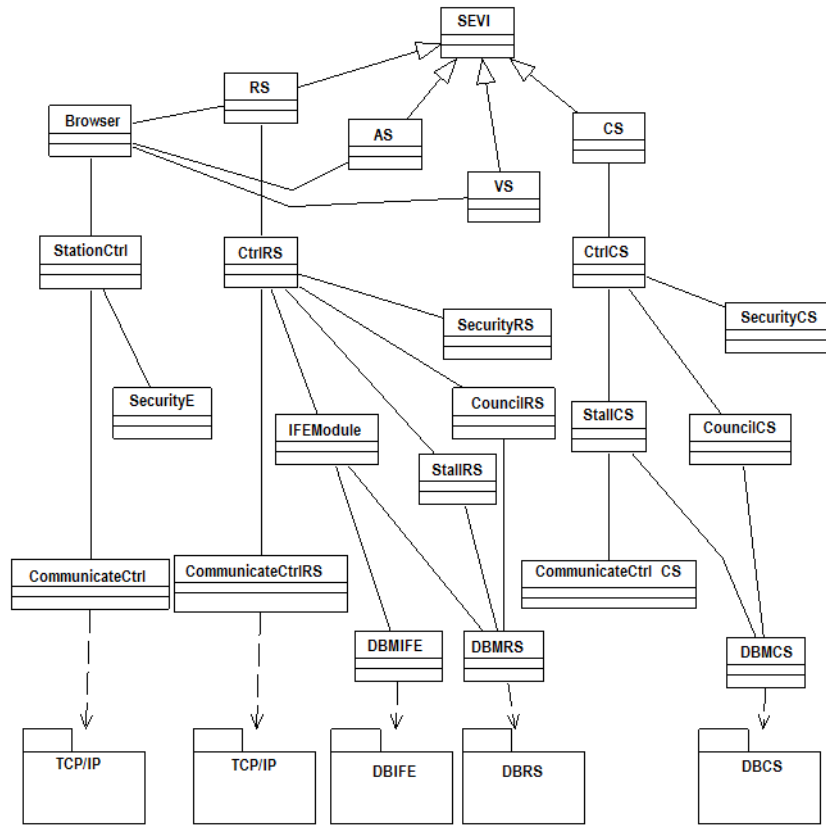 SEVI
RS
Browser
AS
CS
VS
StationCtrl
CtrlRS
CtrlCS
SecurityRS
SecurityCS
SecurityE
CouncilRS
StallCS
IFEModule
CouncilCS
StallRS
CommunicateCtrl
CommunicateCtrlRS
CommunicateCtrl CS
DBMIFE
DBMRS
DBMCS
TCP/IP
TCP/IP
DBIFE
DBRS
DBCS